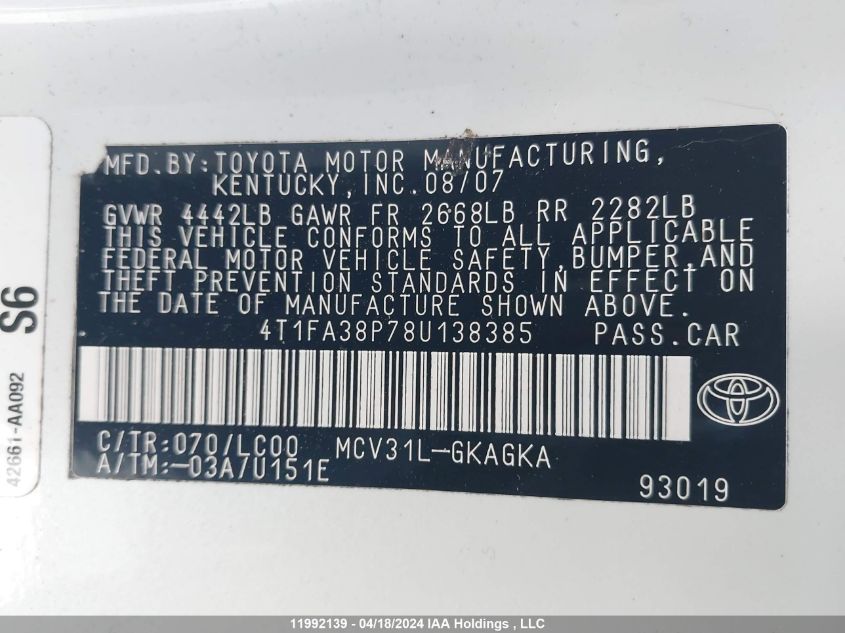 MFD.BY:TOYOTA MOTOR MANUFACTURING,
KENTUCKY,INC.08/07
GVWR 4442LB GAWR FR 2668LB RR 2282LB
THIS VEHICLE CONFORMS TO ALL APPLICABLE
FEDERAL MOTOR VEHICLE SAFETY,BUMPER,AND
THEFT PREVENTION STANDARDS IN EFFECT ON
THE DATE OF MANUFACTURE SHOWN ABOVE.
4T1FA38P78U138385 PASS.CAR
C/TR:070/LC00 MCV31L-GKAGKA
A/TM:-03A/U151E
93019
42661-AA092 S6
11992139 - 04/18/2024 IAA Holdings , LLC